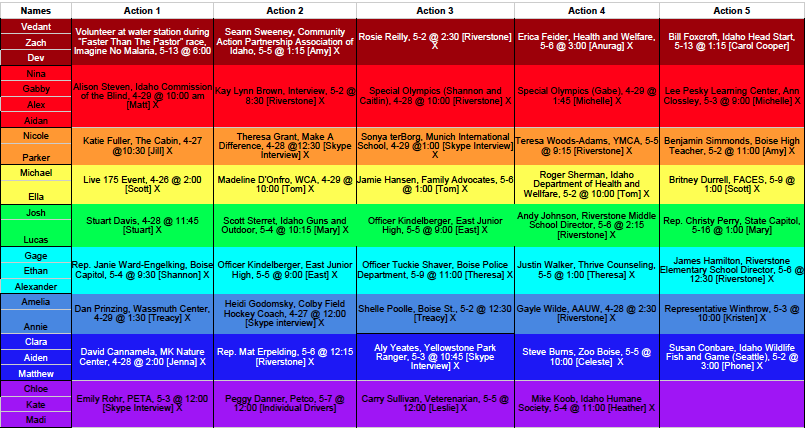 Names
Action 1
Action 2
Action 3
Action 4
Action 5
Vedant
Zach
Dev
Volunteer at water station during
"Faster Than The Pastor" race,
Imagine No Malaria, 5-13 @ 6:00
Seann Sweeney, Community
Action Partnership Association of
Idaho, 5-5 @ 1:15 [Amy] X
Rosie Reilly, 5-2 @ 2:30 [Riverstone]
X
Erica Feider, Health and Welfare,
5-6 @ 3:00 [Anurag] X
Bill Foxcroft, Idaho Head Start,
5-13 @ 1:15 [Carol Cooper]
Nina
Gabby
Alex
Aidan
Alison Steven, Idaho Commission
of the Blind, 4-29 @ 10:00 am
[Matt] X
Kay Lynn Brown, Interview, 5-2 @
8:30 [Riverstone] X
Special Olympics (Shannon and
Caitlin), 4-28 @ 10:00 [Riverstone] X
Special Olympics (Gabe), 4-29 @
1:45 [Michelle] X
Lee Pesky Learning Center, Ann
Clossley, 5-3 @ 9:00 [Michelle] X
Nicole
Parker
Katie Fuller, The Cabin, 4-27
@10:30 [Jill] X
Theresa Grant, Make A
Difference, 4-28 @12:30 [Skype
Interview] X
Sonya terBorg, Munich International
School, 4-29 @1:00 [Skype Interview]
X
Teresa Woods-Adams, YMCA, 5-5
@ 9:15 [Riverstone] X
Benjamin Simmonds, Boise High
Teacher, 5-2 @ 11:00 [Amy] X
Michael
Ella
Live 175 Event, 4-26 @ 2:00
[Scott] X
Madeline D'Onfro, WCA, 4-29 @
10:00 [Tom] X
Jamie Hansen, Family Advocates, 5-6
@ 1:00 [Tom] X
Roger Sherman, Idaho
Department of Health and
Wellfare, 5-2 @ 10:00 [Tom] X
Britney Durrell, FACES, 5-9 @
1:00 [Scott] X
Josh
Lucas
Stuart Davis, 4-28 @ 11:45
[Stuart] X
Scott Sterret, Idaho Guns and
Outdoor, 5-4 @ 10:15 [Mary] X
Officer Kindelberger, East Junior
High, 5-5 @ 9:00 [East] X
Andy Johnson, Riverstone Middle
School Director, 5-6 @ 2:15
[Riverstone] X
Rep. Christy Perry, State Capitol,
5-16 @ 1:00 [Mary]
Gage
Ethan
Alexander
Rep. Janie Ward-Engelking, Boise
Capitol, 5-4 @ 9:30 [Shannon] X
Officer Kindelberger, East Junior
High, 5-5 @ 9:00 [East] X
Officer Tuckie Shaver, Boise Police
Department, 5-9 @ 11:00 [Theresa] X
Justin Walker, Thrive Counseling,
5-5 @ 1:00 [Theresa] X
James Hamilton, Riverstone
Elementary School Director, 5-6 @
12:30 [Riverstone] X
Amelia
Annie
Dan Prinzing, Wassmuth Center,
4-29 @ 1:30 [Treacy] X
Heidi Godomsky, Colby Field
Hockey Coach, 4-27 @ 12:00
[Skype interview] X
Shelle Poolle, Boise St., 5-2 @ 12:30
[Treacy] X
Gayle Wilde, AAUW, 4-28 @ 2:30
[Riverstone] X
Representative Winthrow, 5-3 @
10:00 [Kristen] X
Clara
Aiden
Matthew
David Cannamela, MK Nature
Center, 4-28 @ 2:00 [Jenna] X
Rep. Mat Erpelding, 5-6 @ 12:15
[Riverstone] X
Aly Yeates, Yellowstone Park
Ranger, 5-3 @ 10:45 [Skype
Interview] X
Steve Burns, Zoo Boise, 5-5 @
10:00 [Celeste] X
Susan Conbare, Idaho Wildlife
Fish and Game (Seattle), 5-2 @
3:00 [Phone] X
Chloe
Kate
Madi
Emily Rohr, PETA, 5-3 @ 12:00
[Skype Interview] X
Peggy Danner, Petco, 5-7 @
12:00 [Individual Drivers]
Carry Sullivan, Veterenarian, 5-5 @
12:00 [Leslie] X
Mike Koob, Idaho Humane
Society, 5-4 @ 11:00 [Heather] X